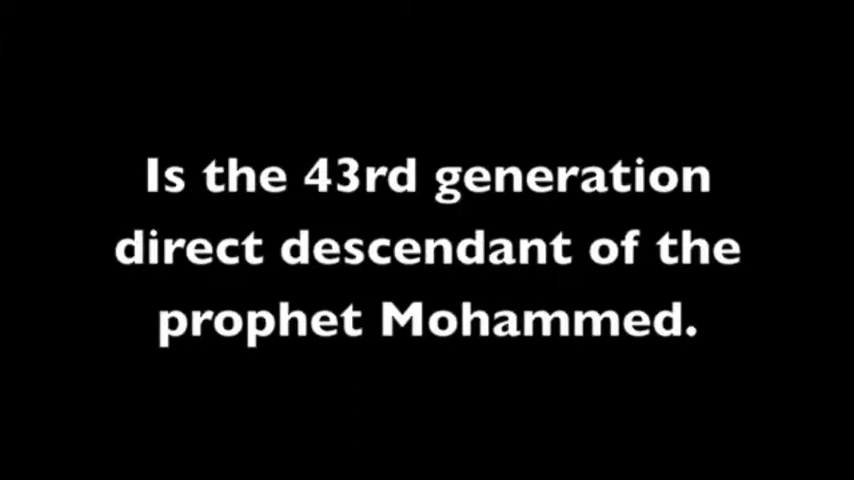 Is the 43rd generation
direct descendant of the
prophet Mohammed.